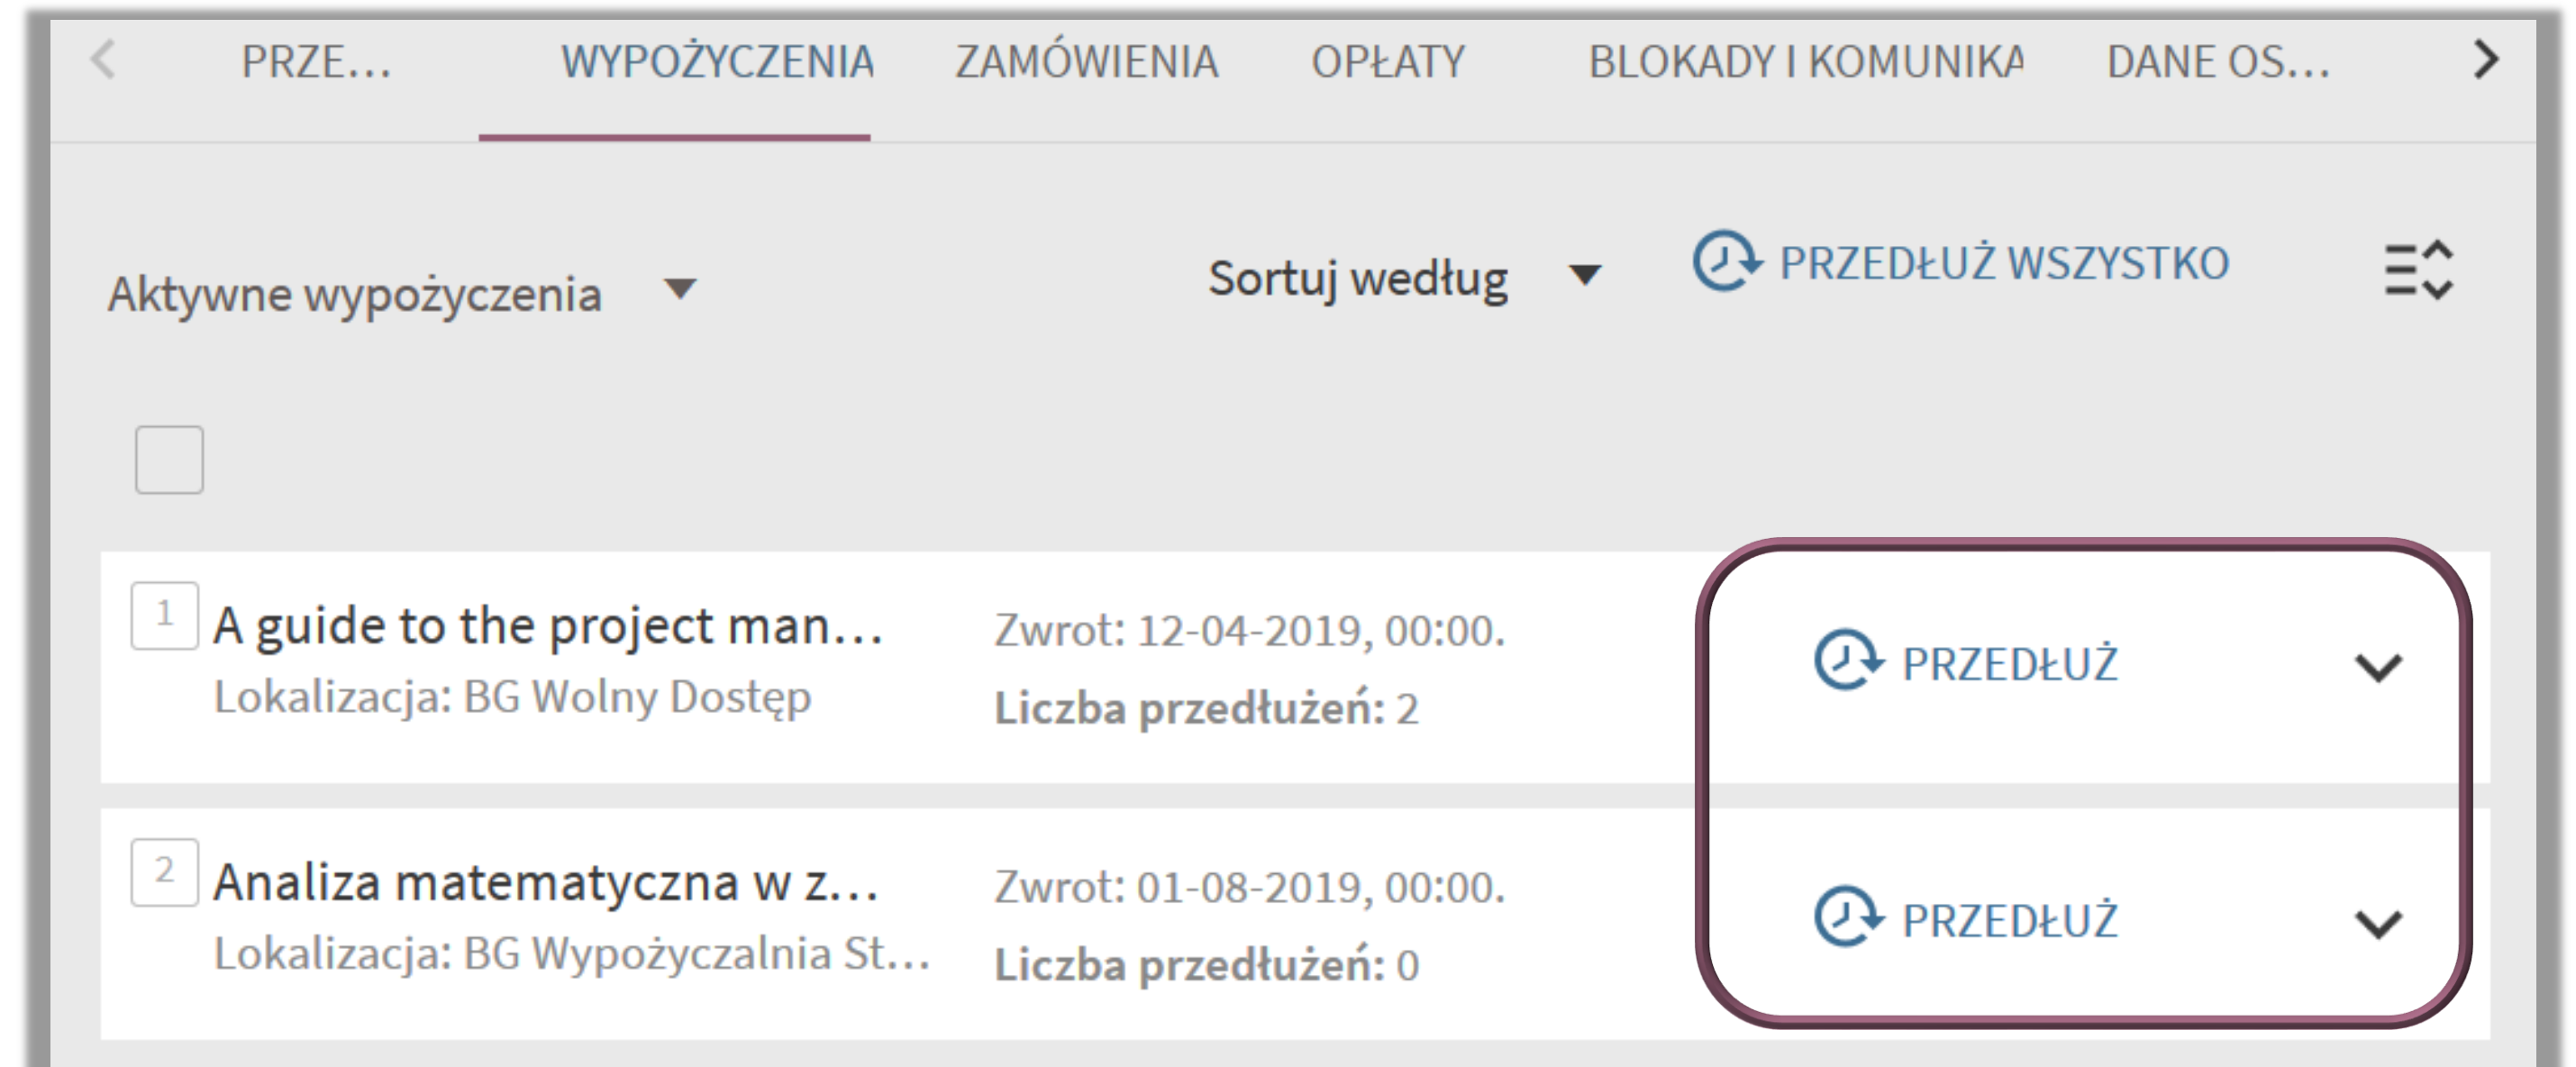 PRZE... WYPOŻYCZENIA ZAMÓWIENIA OPŁATY BLOKADY I KOMUNIKA DANE OS...
Aktywne wypożyczenia Sortuj według PRZEDŁUŻ WSZYSTKO
1 A guide to the project man... Zwrot: 12-04-2019, 00:00. PRZEDŁUŻ
Lokalizacja: BG Wolny Dostęp Liczba przedłużeń: 2
2 Analiza matematyczna w z... Zwrot: 01-08-2019, 00:00. PRZEDŁUŻ
Lokalizacja: BG Wypożyczalnia St... Liczba przedłużeń: 0